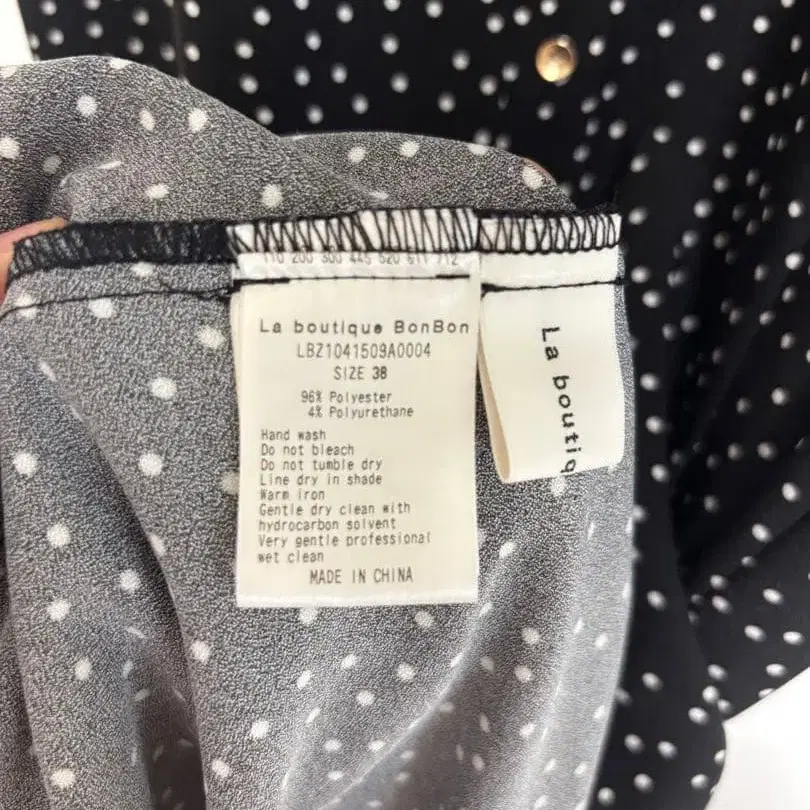 110 200 300 445 520 611 712
La boutique BonBon
LBZ1041509A0004
SIZE 38
96% Polyester
4% Polyurethane
Hand wash
Do not bleach
Do not tumble dry
Line dry in shade
Warm iron
Gentle dry clean with
hydrocarbon solvent
Very gentle professional
wet clean
MADE IN CHINA
La boutiq